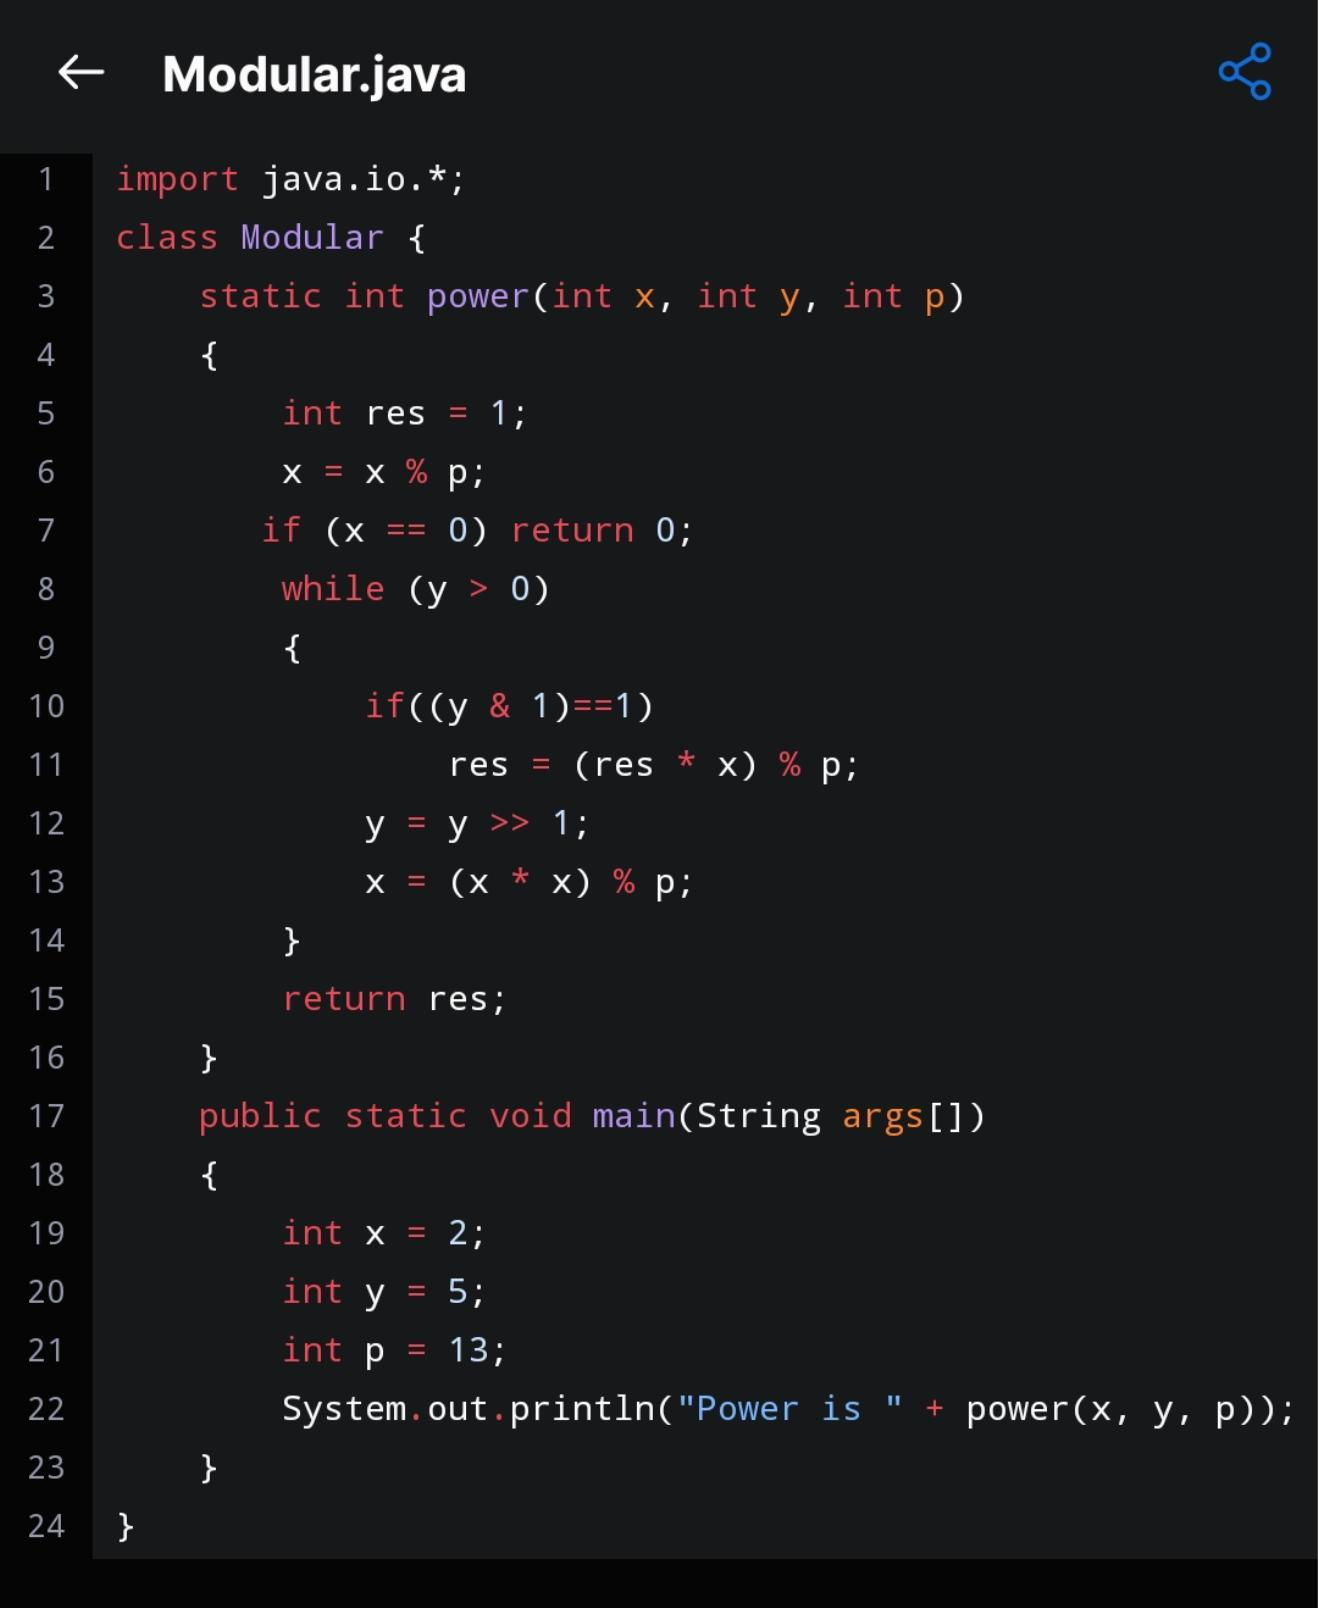 Modular.java
1 import java.io.*;
2 class Modular {
3     static int power(int x, int y, int p)
4     {
5         int res = 1;
6         x = x % p;
7        if (x == 0) return 0;
8         while (y > 0)
9         {
10             if((y & 1)==1)
11                 res = (res * x) % p;
12             y = y >> 1;
13             x = (x * x) % p;
14         }
15         return res;
16     }
17     public static void main(String args[])
18     {
19         int x = 2;
20         int y = 5;
21         int p = 13;
22         System.out.println("Power is " + power(x, y, p));
23     }
24 }